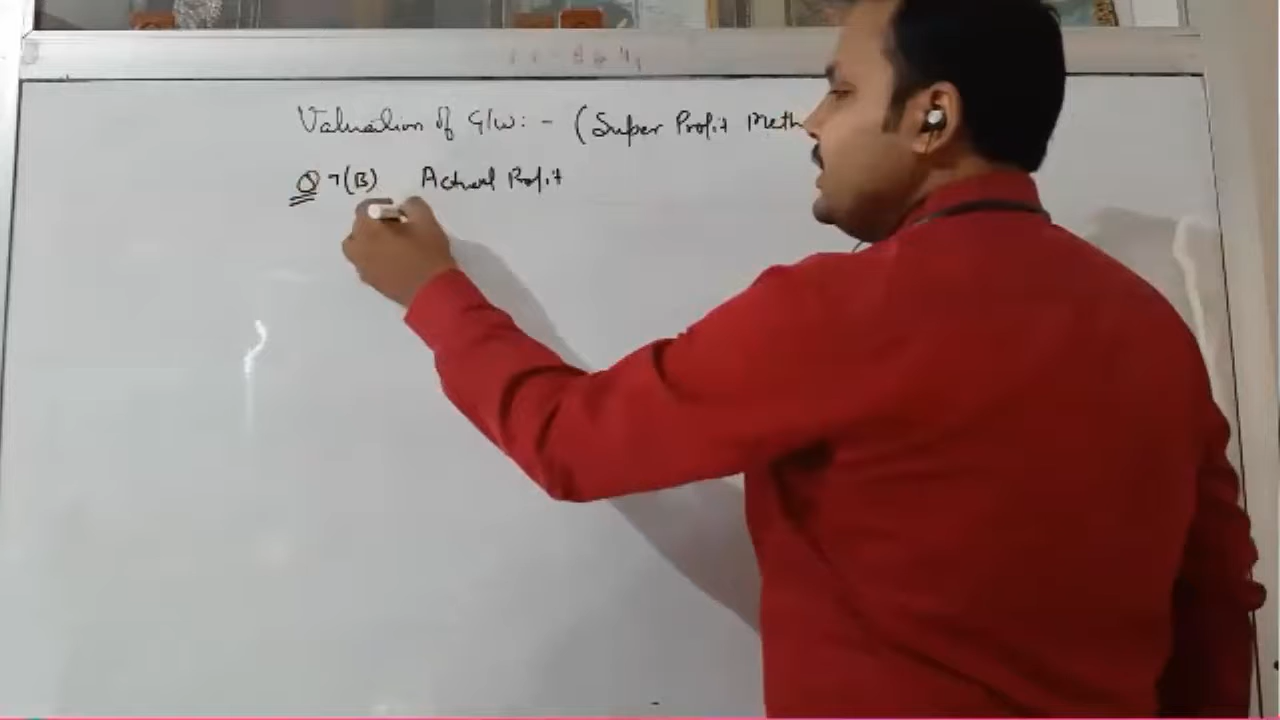 Valuation of G/w: - (Super Profit Meth
Q 7(B) Actual Profit